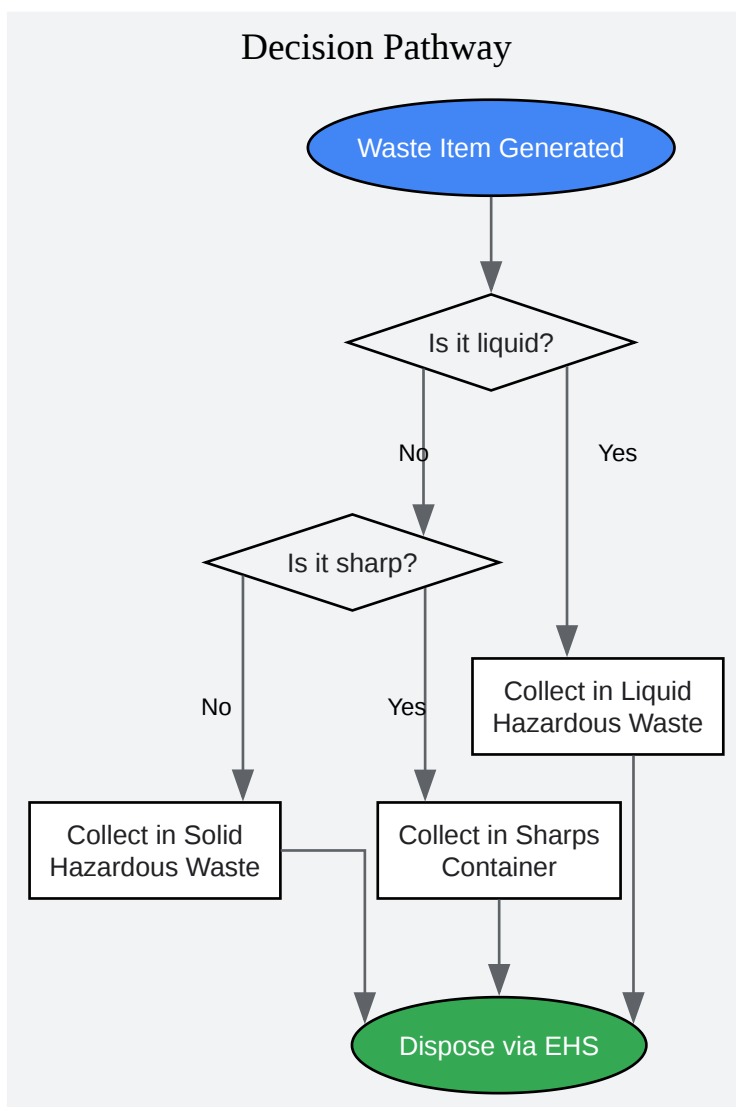 Decision Pathway
Waste Item Generated
Is it liquid?
No
Yes
Is it sharp?
No
Yes
Collect in Liquid
Hazardous Waste
Collect in Solid
Hazardous Waste
Collect in Sharps
Container
Dispose via EHS